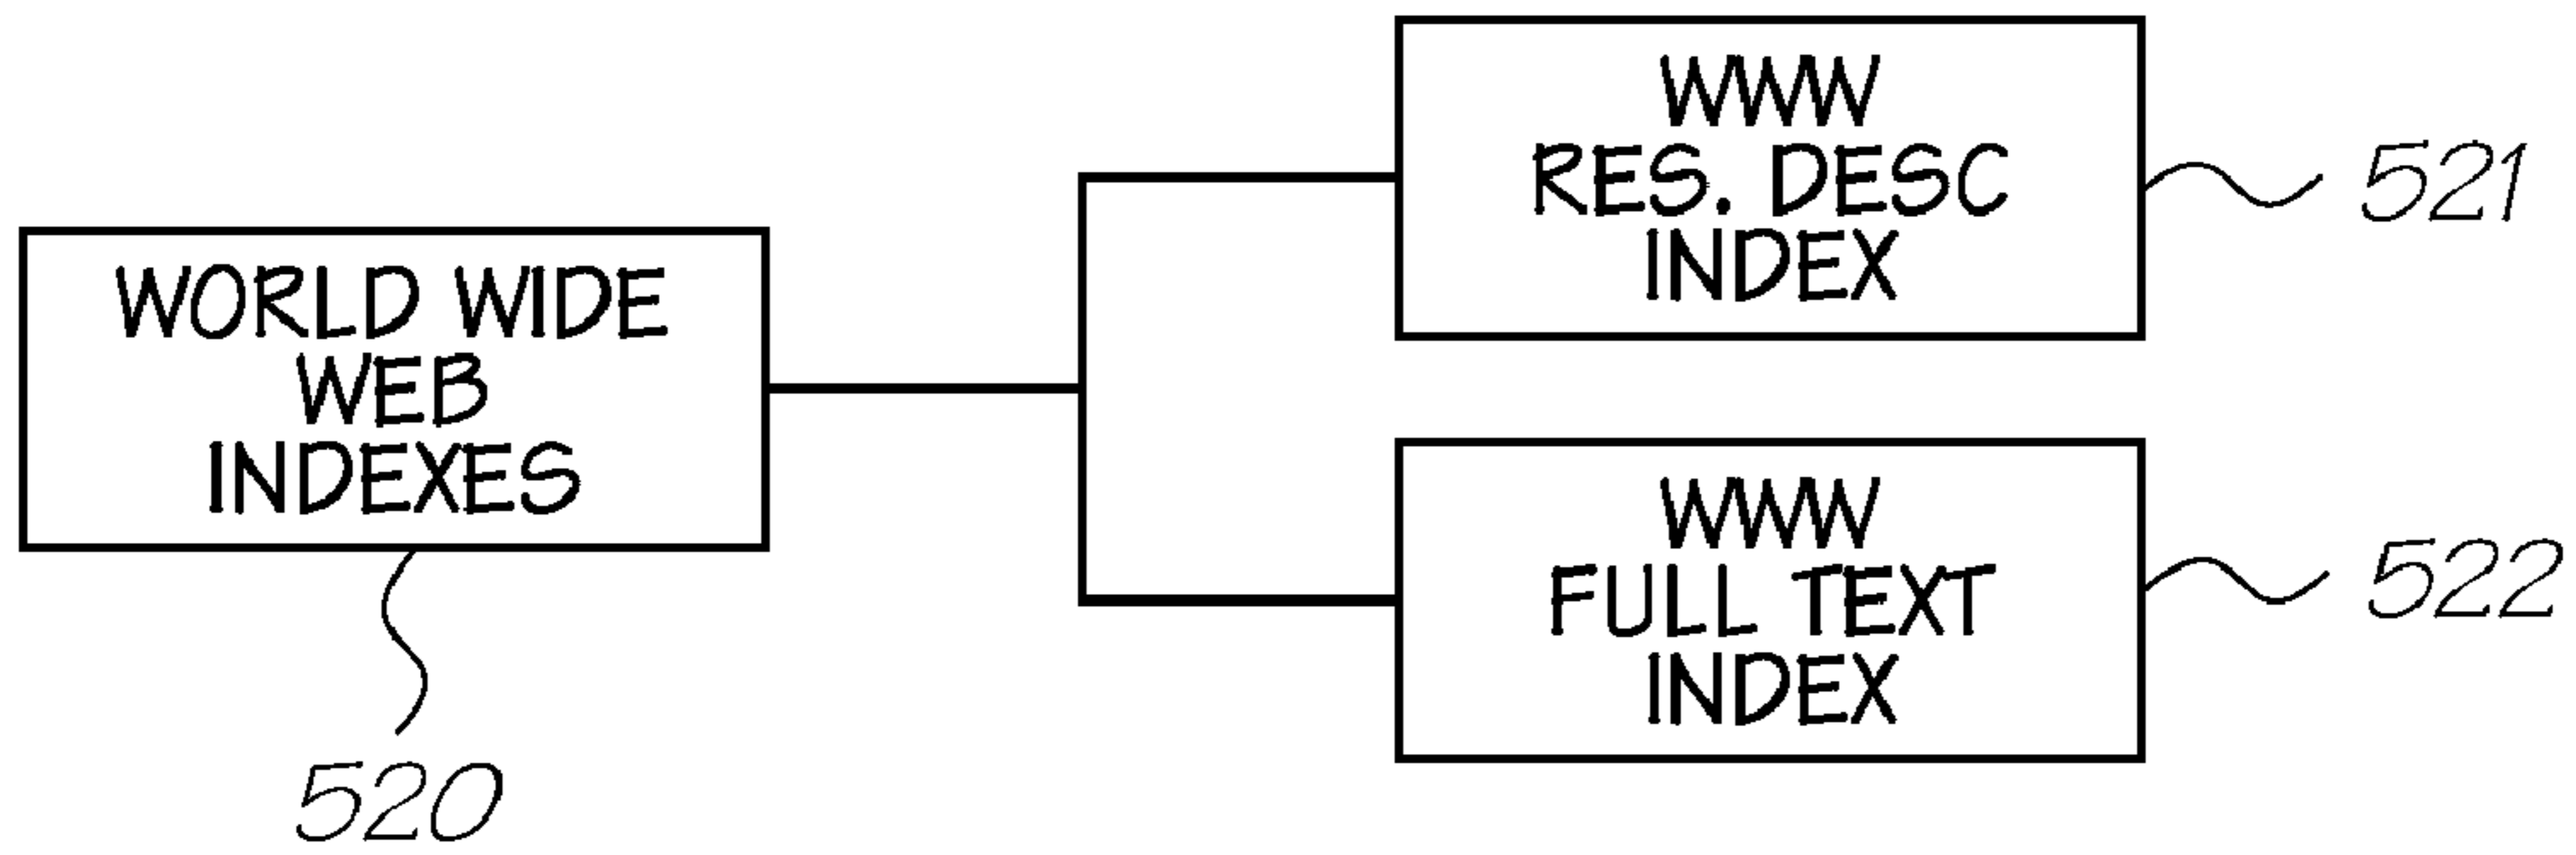 WORLD WIDE
WEB
INDEXES
520
WWW
RES. DESC
INDEX
521
WWW
FULL TEXT
INDEX
522